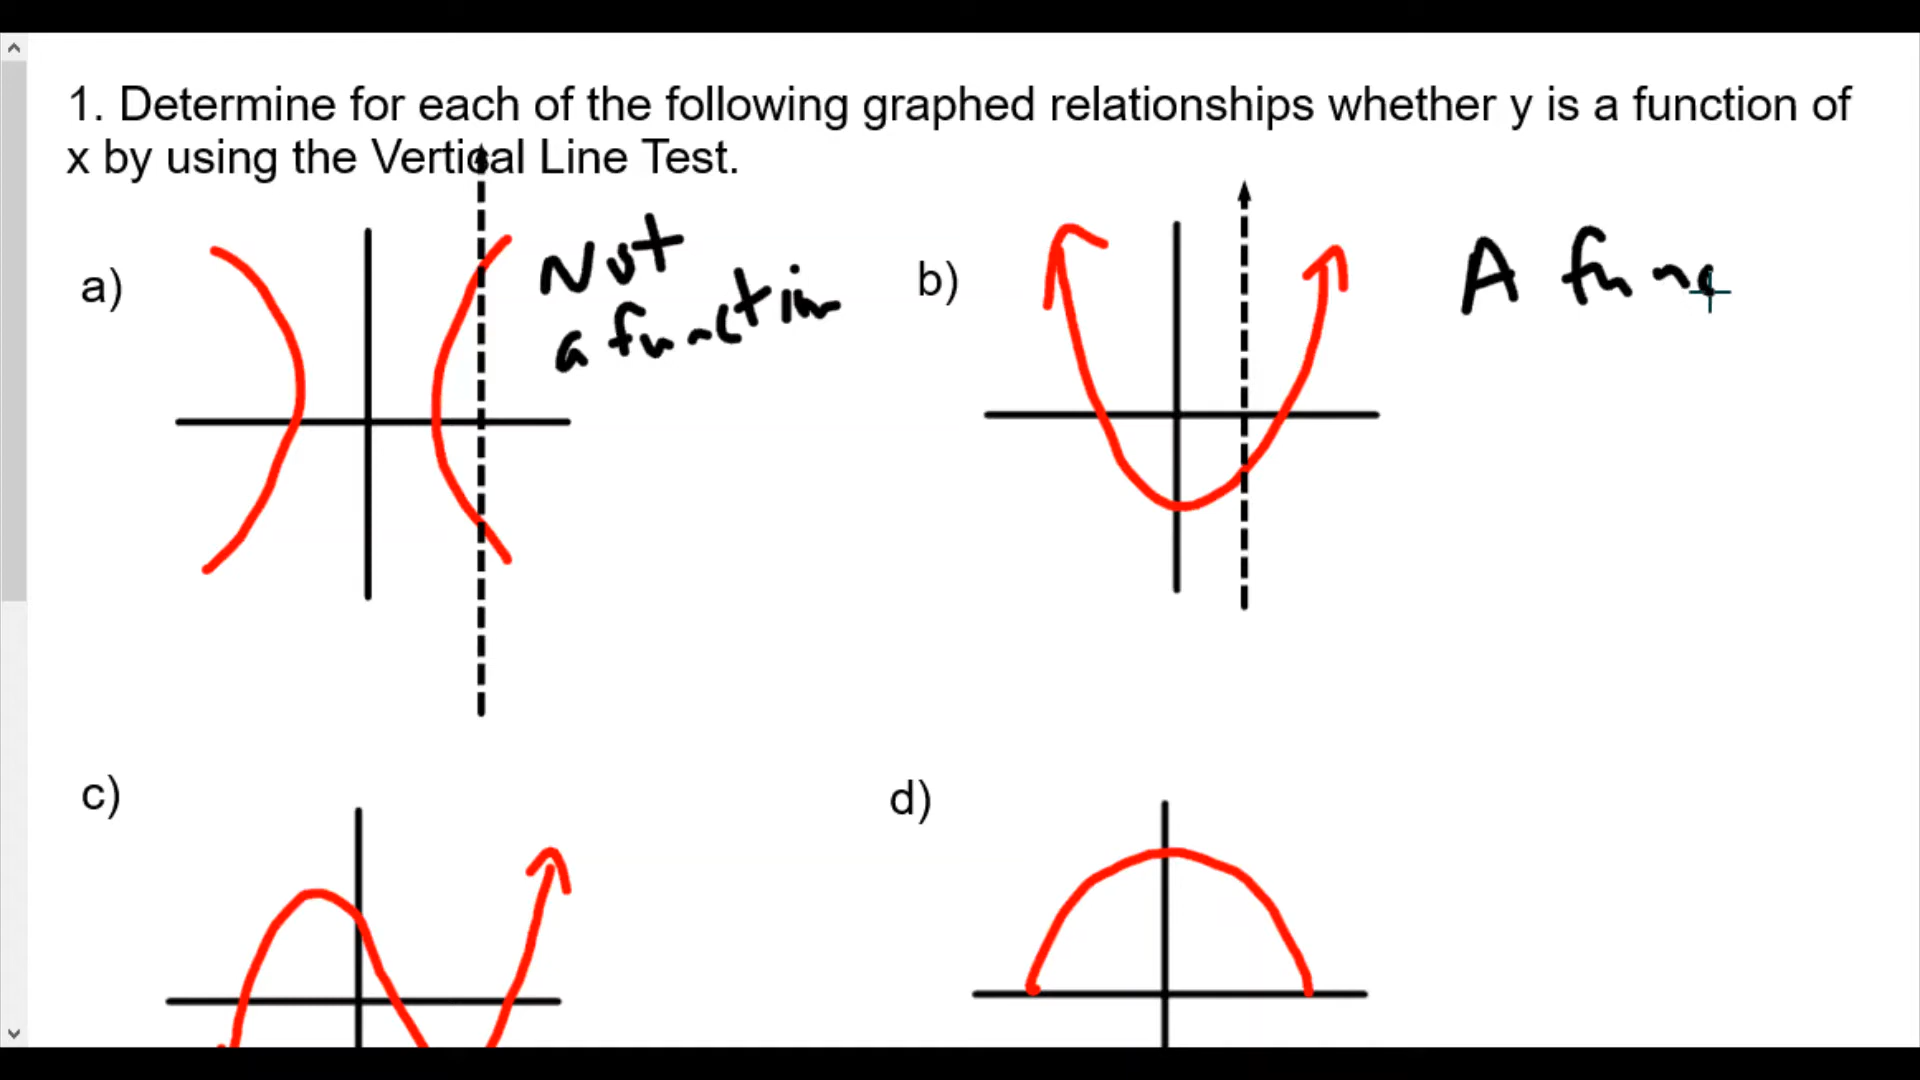 1. Determine for each of the following graphed relationships whether y is a function of
x by using the Vertical Line Test.
a)
Not
a function
b)
A func
c)
d)